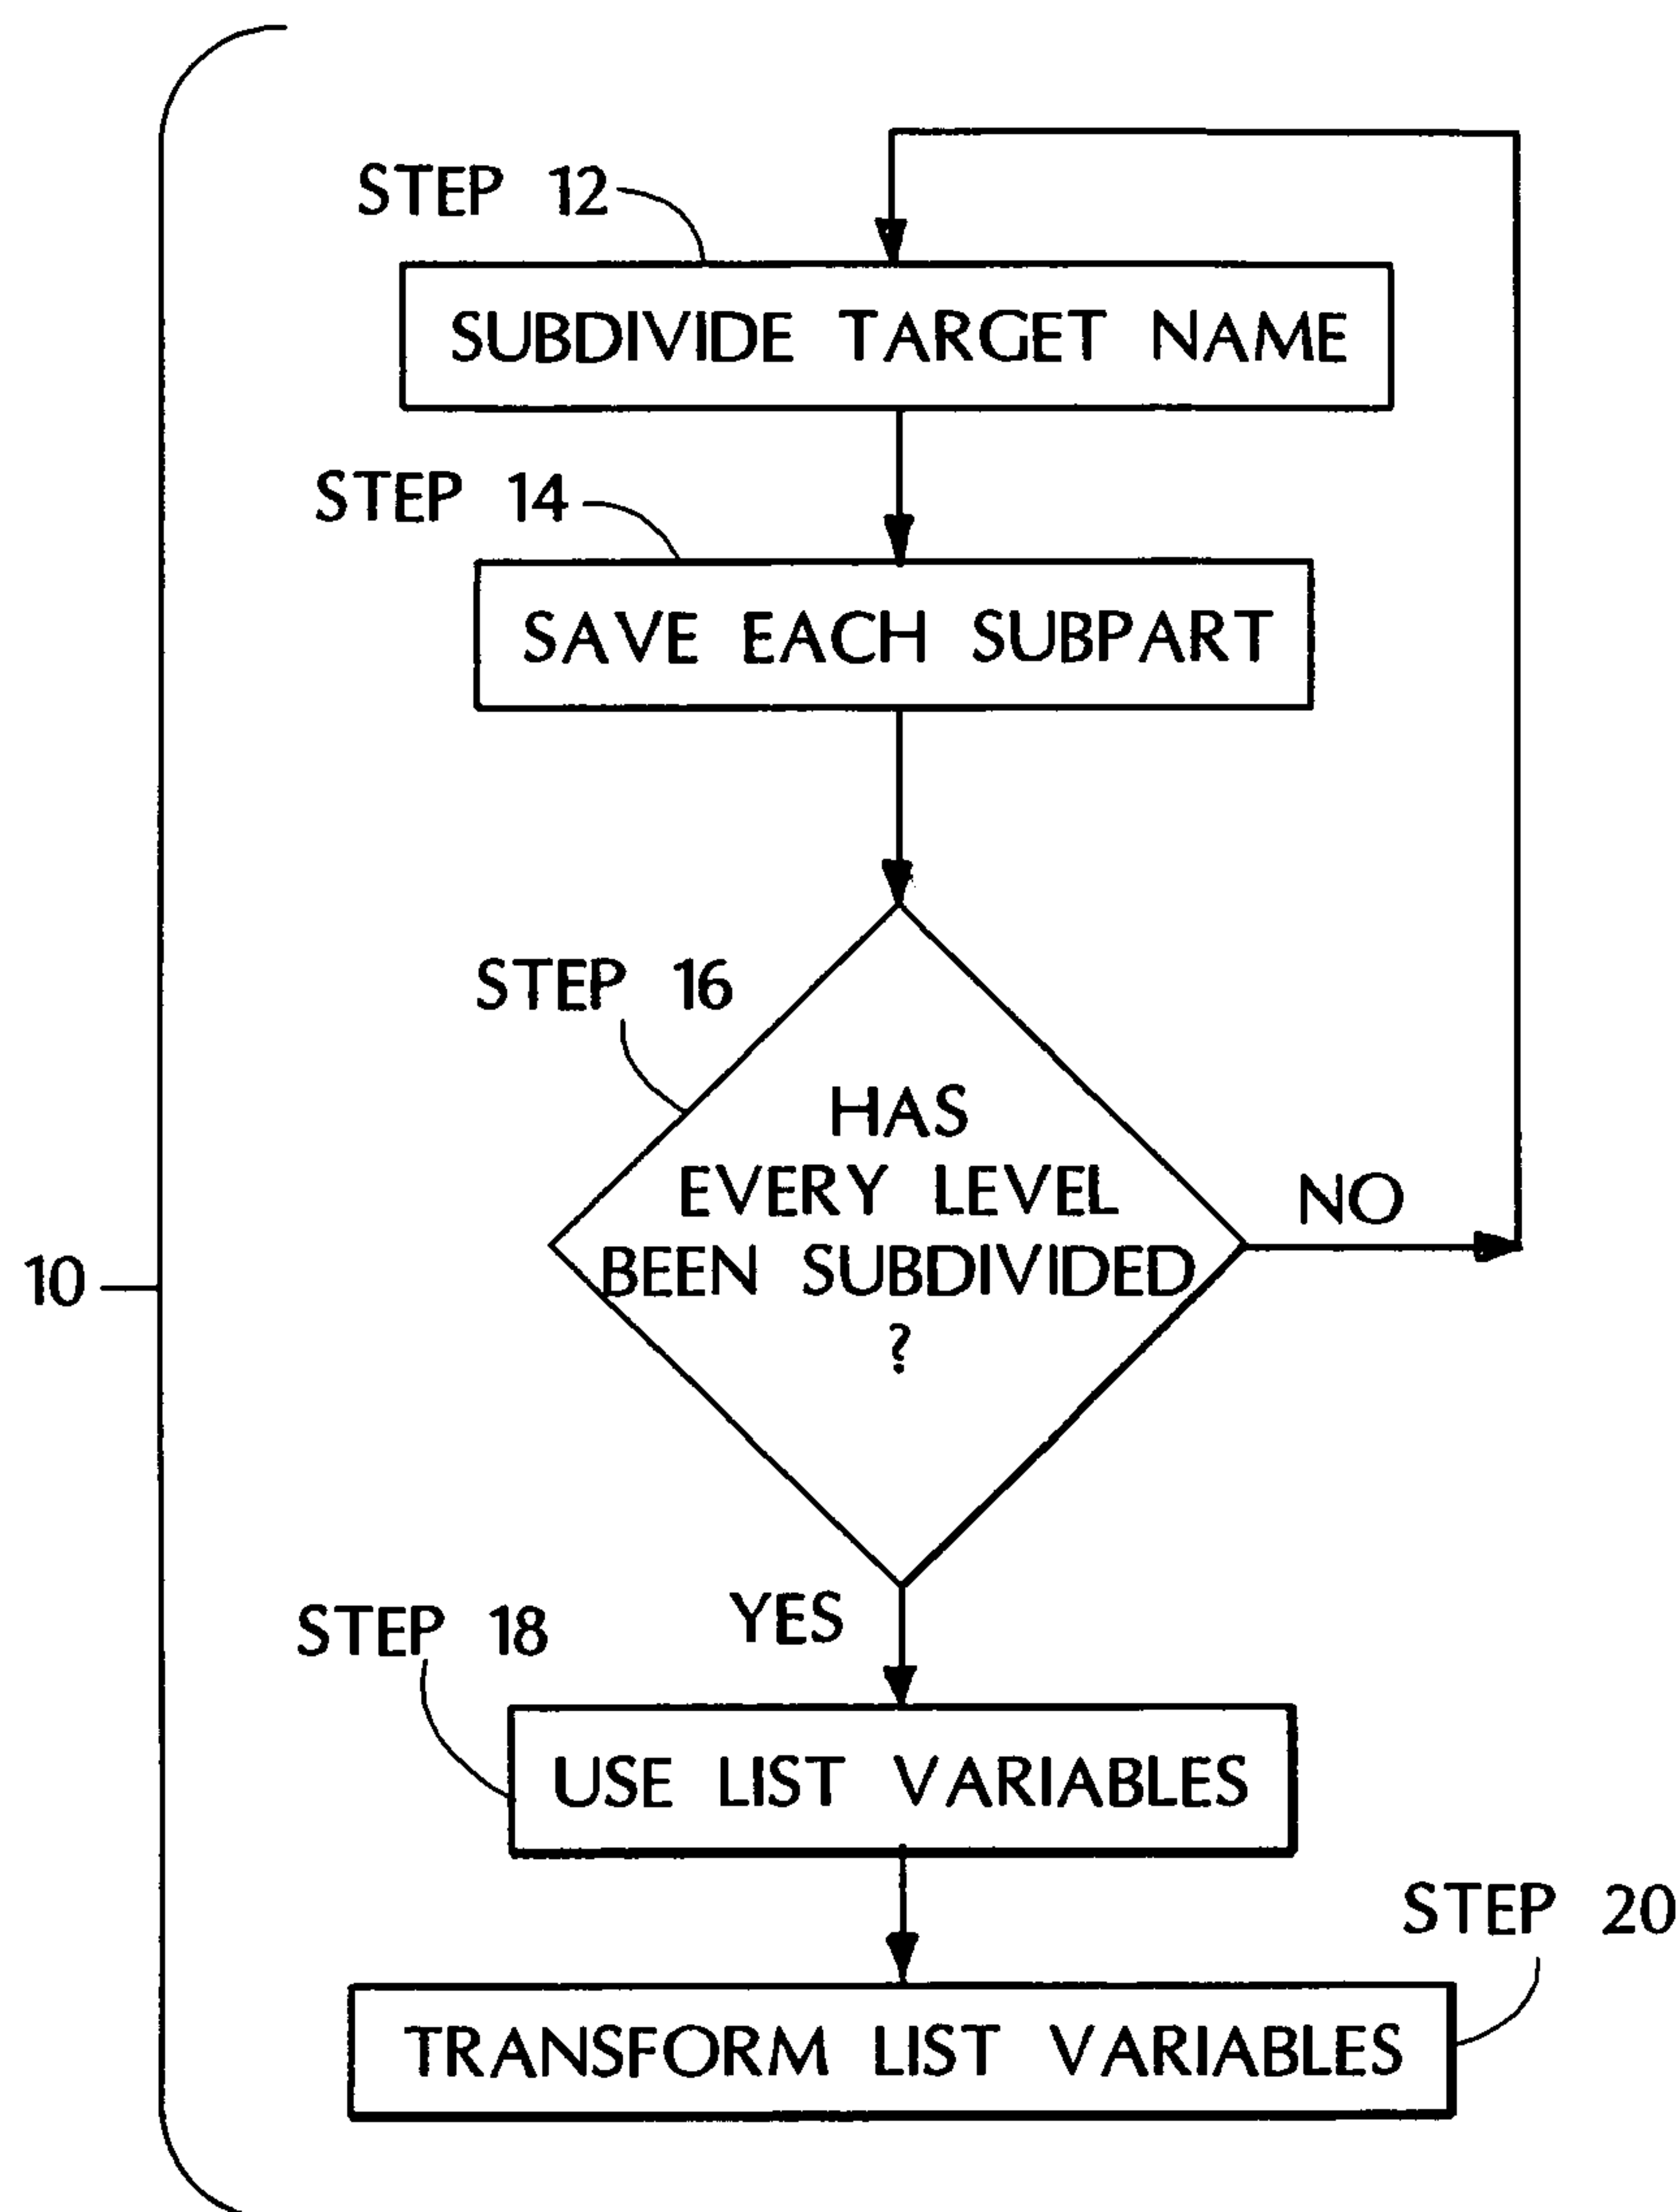 STEP 12
SUBDIVIDE TARGET NAME
STEP 14
SAVE EACH SUBPART
STEP 16
HAS
EVERY LEVEL
BEEN SUBDIVIDED
?
NO
10
YES
STEP 18
USE LIST VARIABLES
STEP 20
TRANSFORM LIST VARIABLES